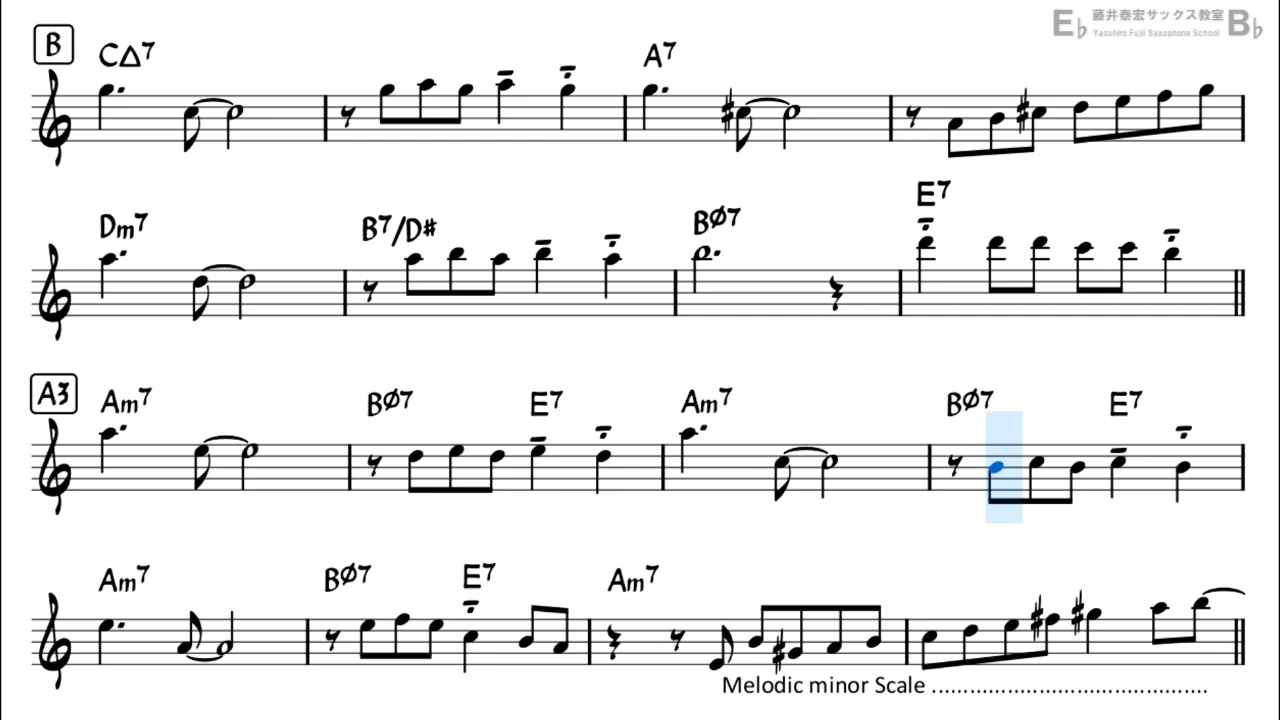 E♭ 藤井泰宏サックス教室 B♭
Yasuhiro Fujii Saxophone School
B C△7 A7
Dm7 B7/D# BØ7 E7
A3 Am7 BØ7 E7 Am7 BØ7 E7
Am7 BØ7 E7 Am7
Melodic minor Scale ................................................